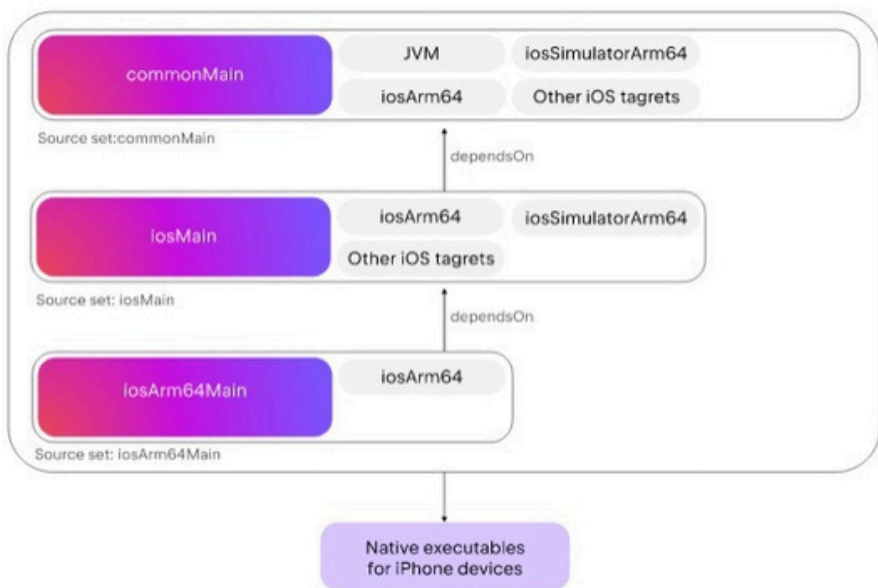 commonMain
JVM
iosSimulatorArm64
iosArm64
Other iOS tagrets
Source set:commonMain
dependsOn
iosMain
iosArm64
iosSimulatorArm64
Other iOS tagrets
Source set: iosMain
dependsOn
iosArm64Main
iosArm64
Source set: iosArm64Main
Native executables
for iPhone devices